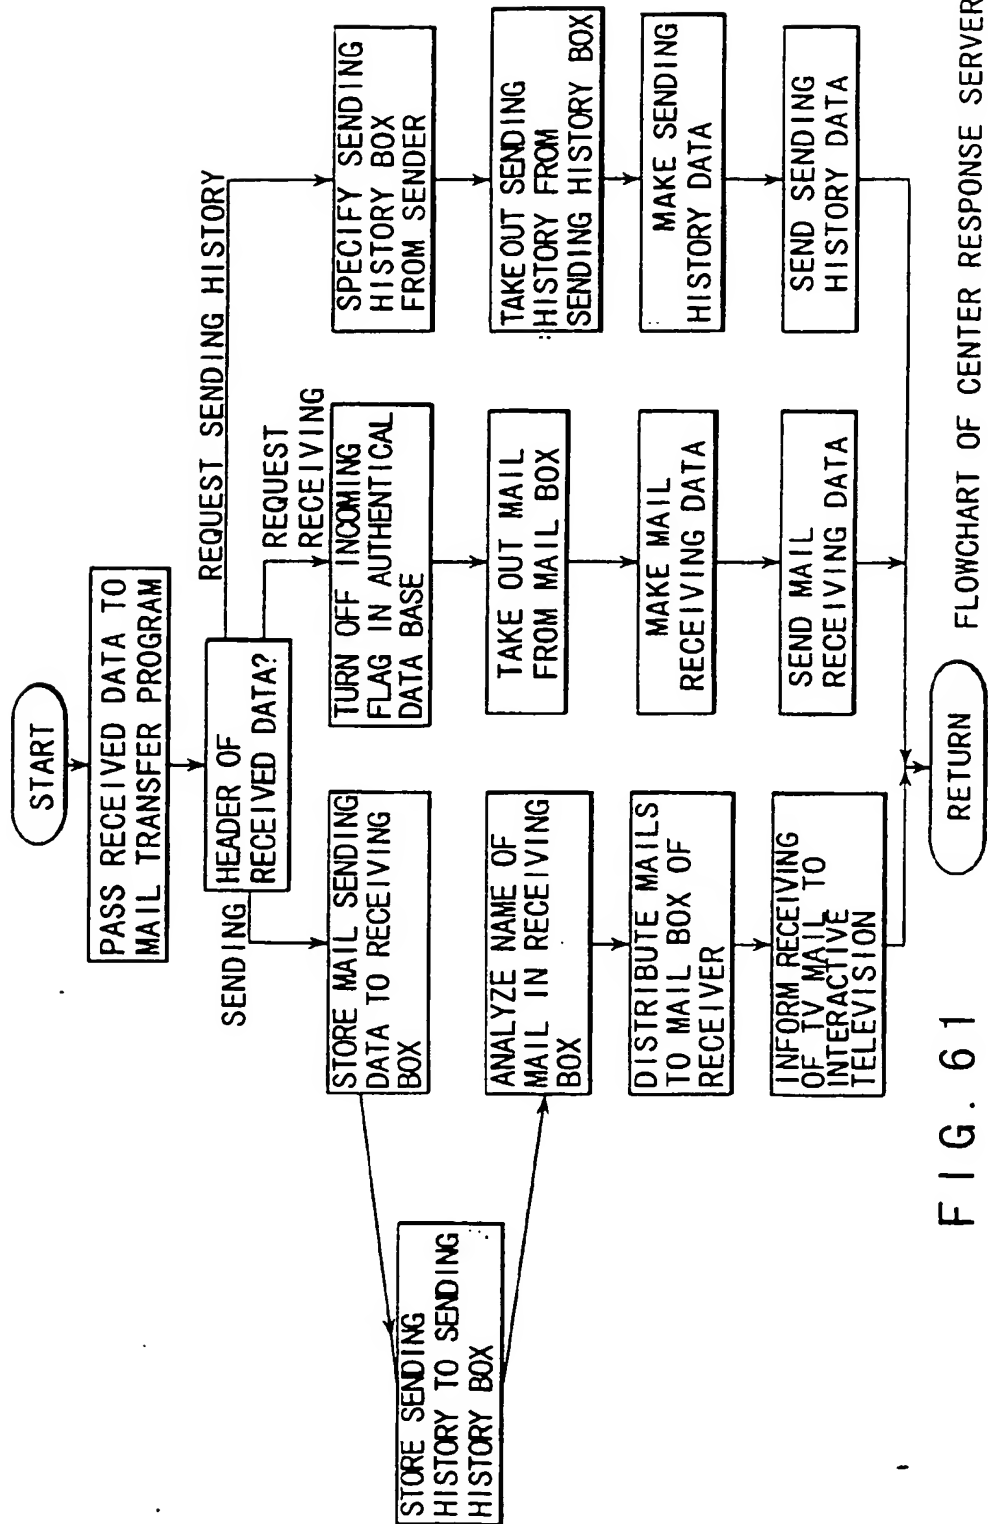 START
PASS RECEIVED DATA TO
MAIL TRANSFER PROGRAM
HEADER OF
RECEIVED DATA?
SENDING
REQUEST
RECEIVING
REQUEST SENDING HISTORY
STORE MAIL SENDING
DATA TO RECEIVING
BOX
STORE SENDING
HISTORY TO SENDING
HISTORY BOX
ANALYZE NAME OF
MAIL IN RECEIVING
BOX
DISTRIBUTE MAILS
TO MAIL BOX OF
RECEIVER
INFORM RECEIVING
OF TV MAIL TO
INTERACTIVE
TELEVISION
TURN OFF INCOMING
FLAG IN AUTHENTICAL
DATA BASE
TAKE OUT MAIL
FROM MAIL BOX
MAKE MAIL
RECEIVING DATA
SEND MAIL
RECEIVING DATA
SPECIFY SENDING
HISTORY BOX
FROM SENDER
TAKE OUT SENDING
HISTORY FROM
SENDING HISTORY BOX
MAKE SENDING
HISTORY DATA
SEND SENDING
HISTORY DATA
RETURN
FIG. 61
FLOWCHART OF CENTER RESPONSE SERVER